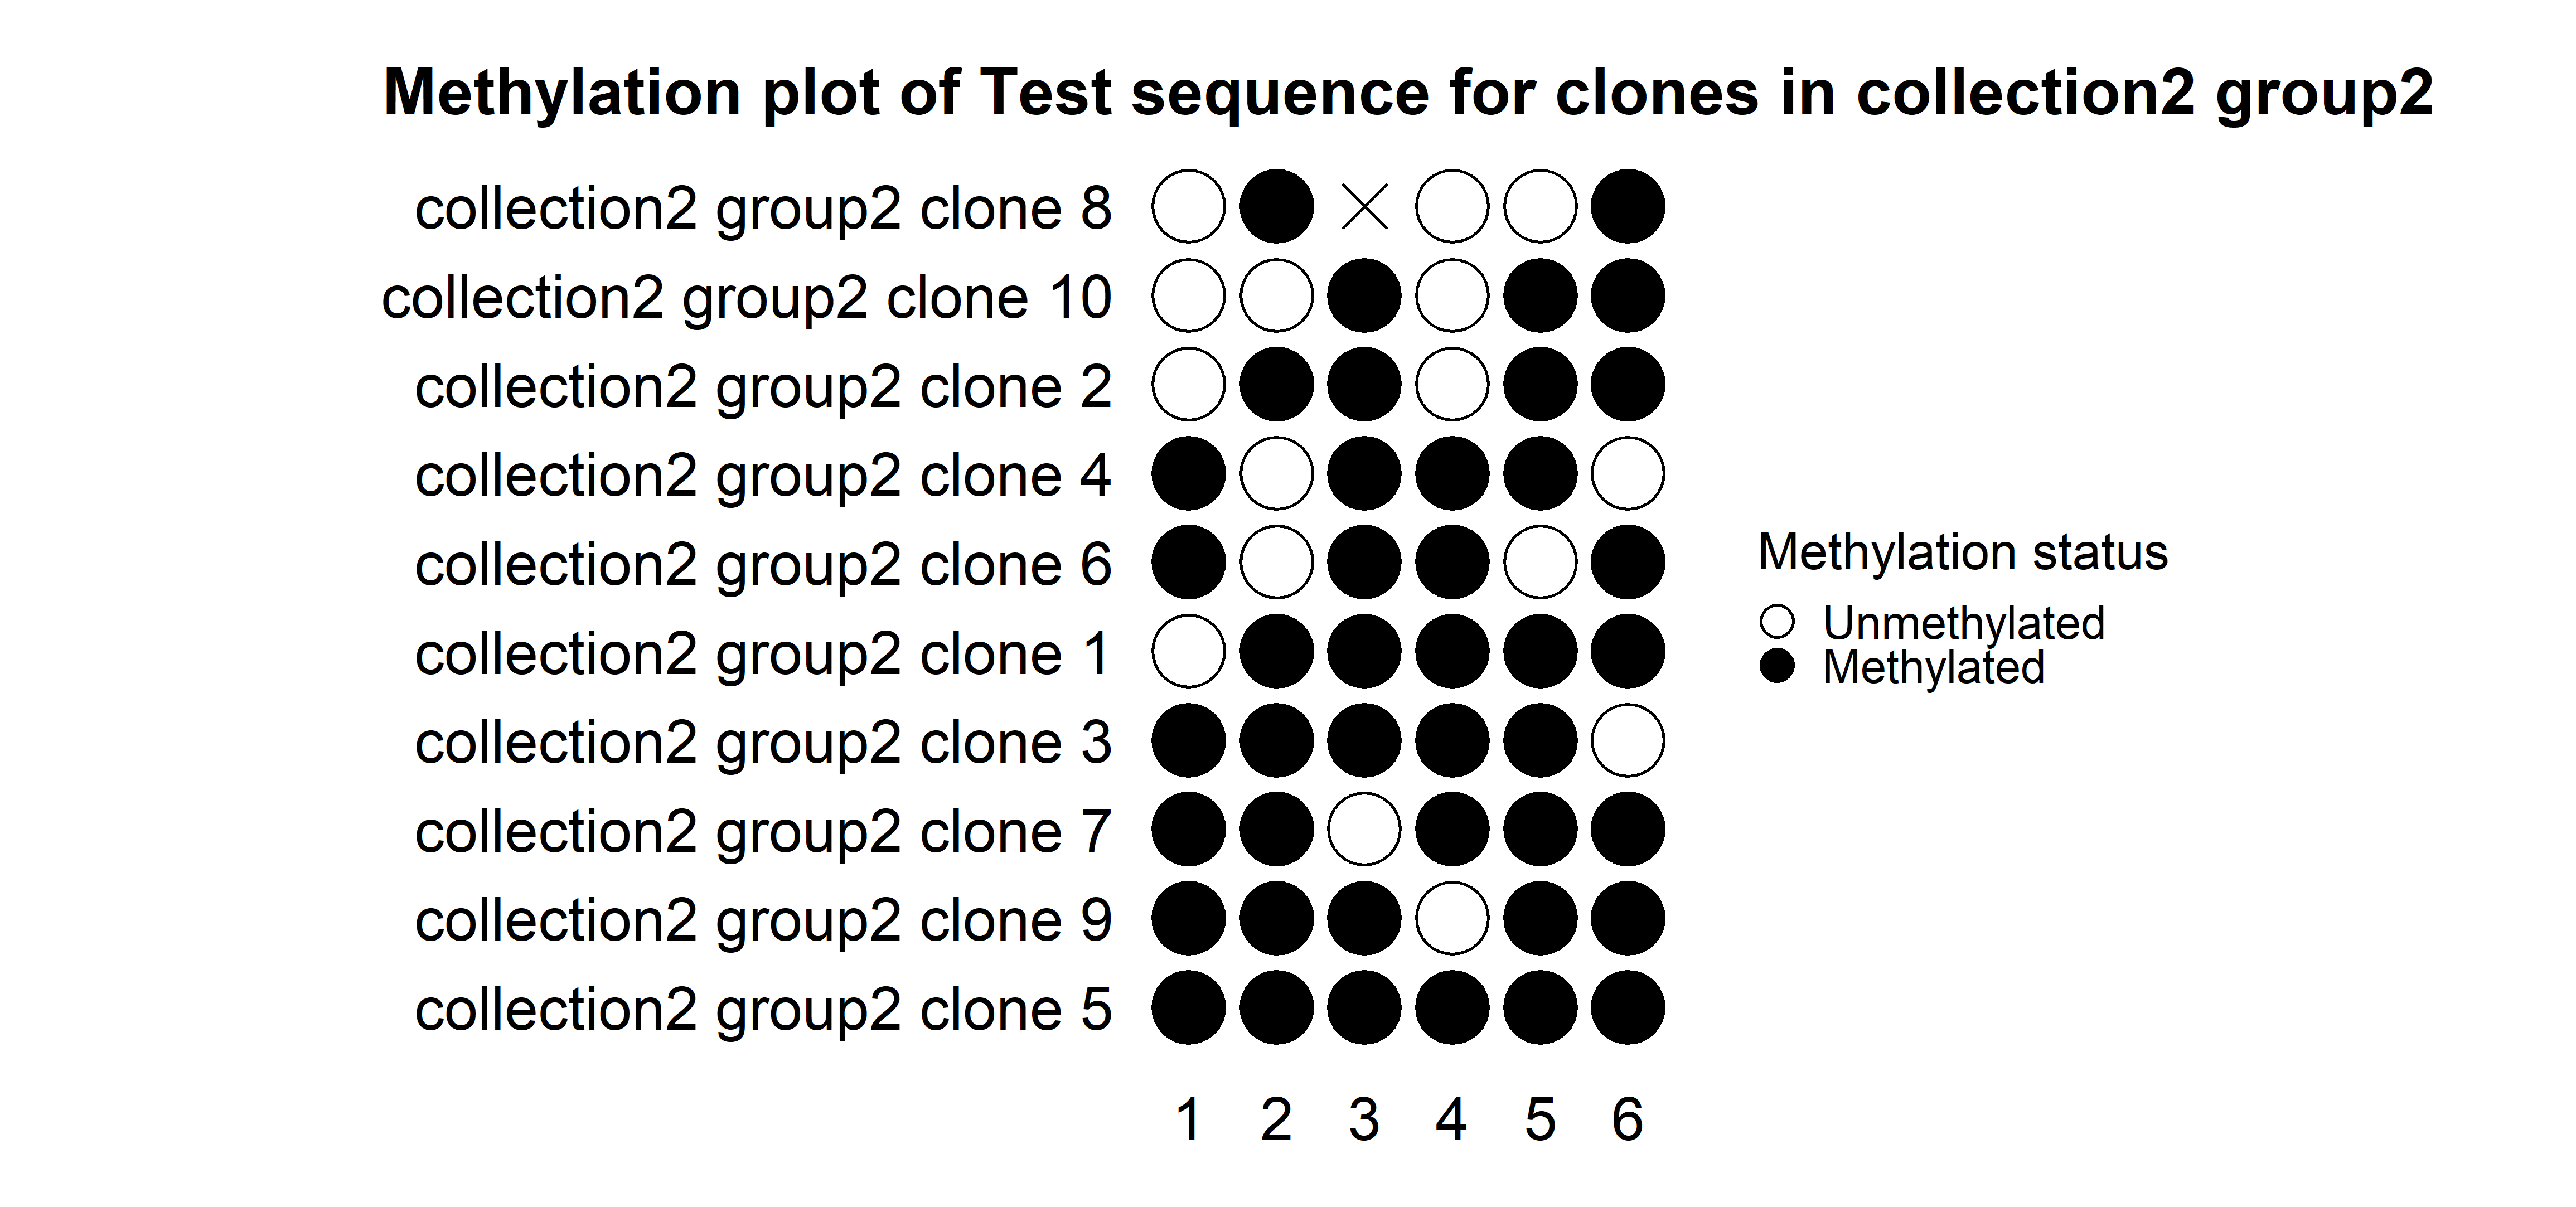 Methylation plot of Test sequence for clones in collection2 group2
collection2 group2 clone 8
collection2 group2 clone 10
collection2 group2 clone 2
collection2 group2 clone 4
collection2 group2 clone 6
collection2 group2 clone 1
collection2 group2 clone 3
collection2 group2 clone 7
collection2 group2 clone 9
collection2 group2 clone 5
1 2 3 4 5 6
Methylation status
Unmethylated
Methylated